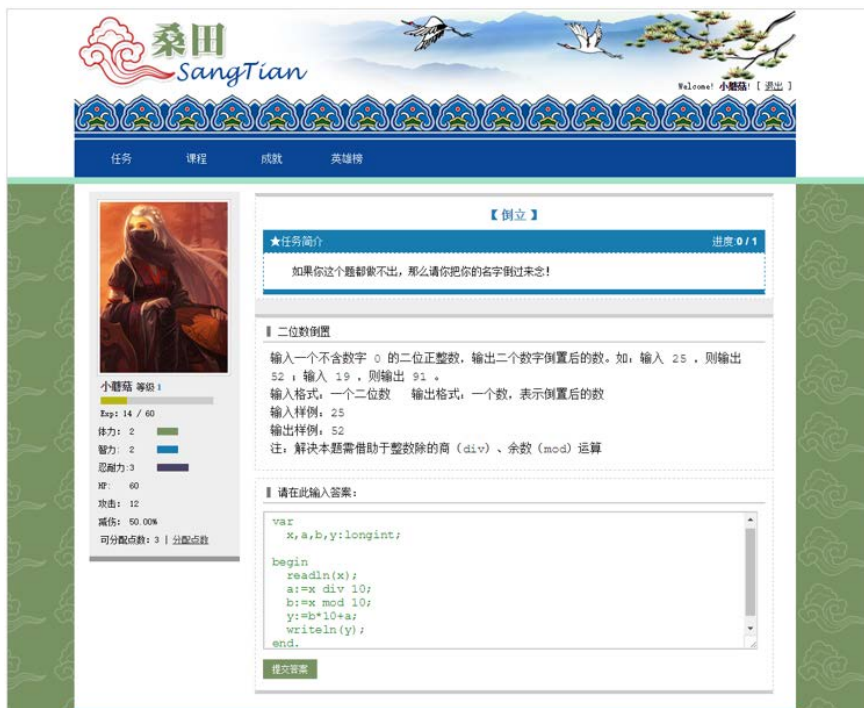 桑田
SangTian
Welcome! 小蘑菇! [ 退出 ]
任务 课程 成就 英雄榜
【 倒立 】
★任务简介 进度:0 / 1
如果你这个题都做不出，那么请你把你的名字倒过来念!
小蘑菇 等级 1
Exp: 14 / 60
体力: 2
智力: 2
忍耐力:3
HP: 60
攻击: 12
减伤: 50.00%
可分配点数: 3 | 分配点数
二位数倒置
输入一个不含数字 0 的二位正整数, 输出二个数字倒置后的数。如: 输入 25 , 则输出
52 ; 输入 19 , 则输出 91 。
输入格式: 一个二位数 输出格式: 一个数, 表示倒置后的数
输入样例: 25
输出样例: 52
注: 解决本题需借助于整数除的商 (div) 、余数 (mod) 运算
请在此输入答案:
var
x,a,b,y:longint;
begin
readln(x);
a:=x div 10;
b:=x mod 10;
y:=b*10+a;
writeln(y);
end.
提交答案